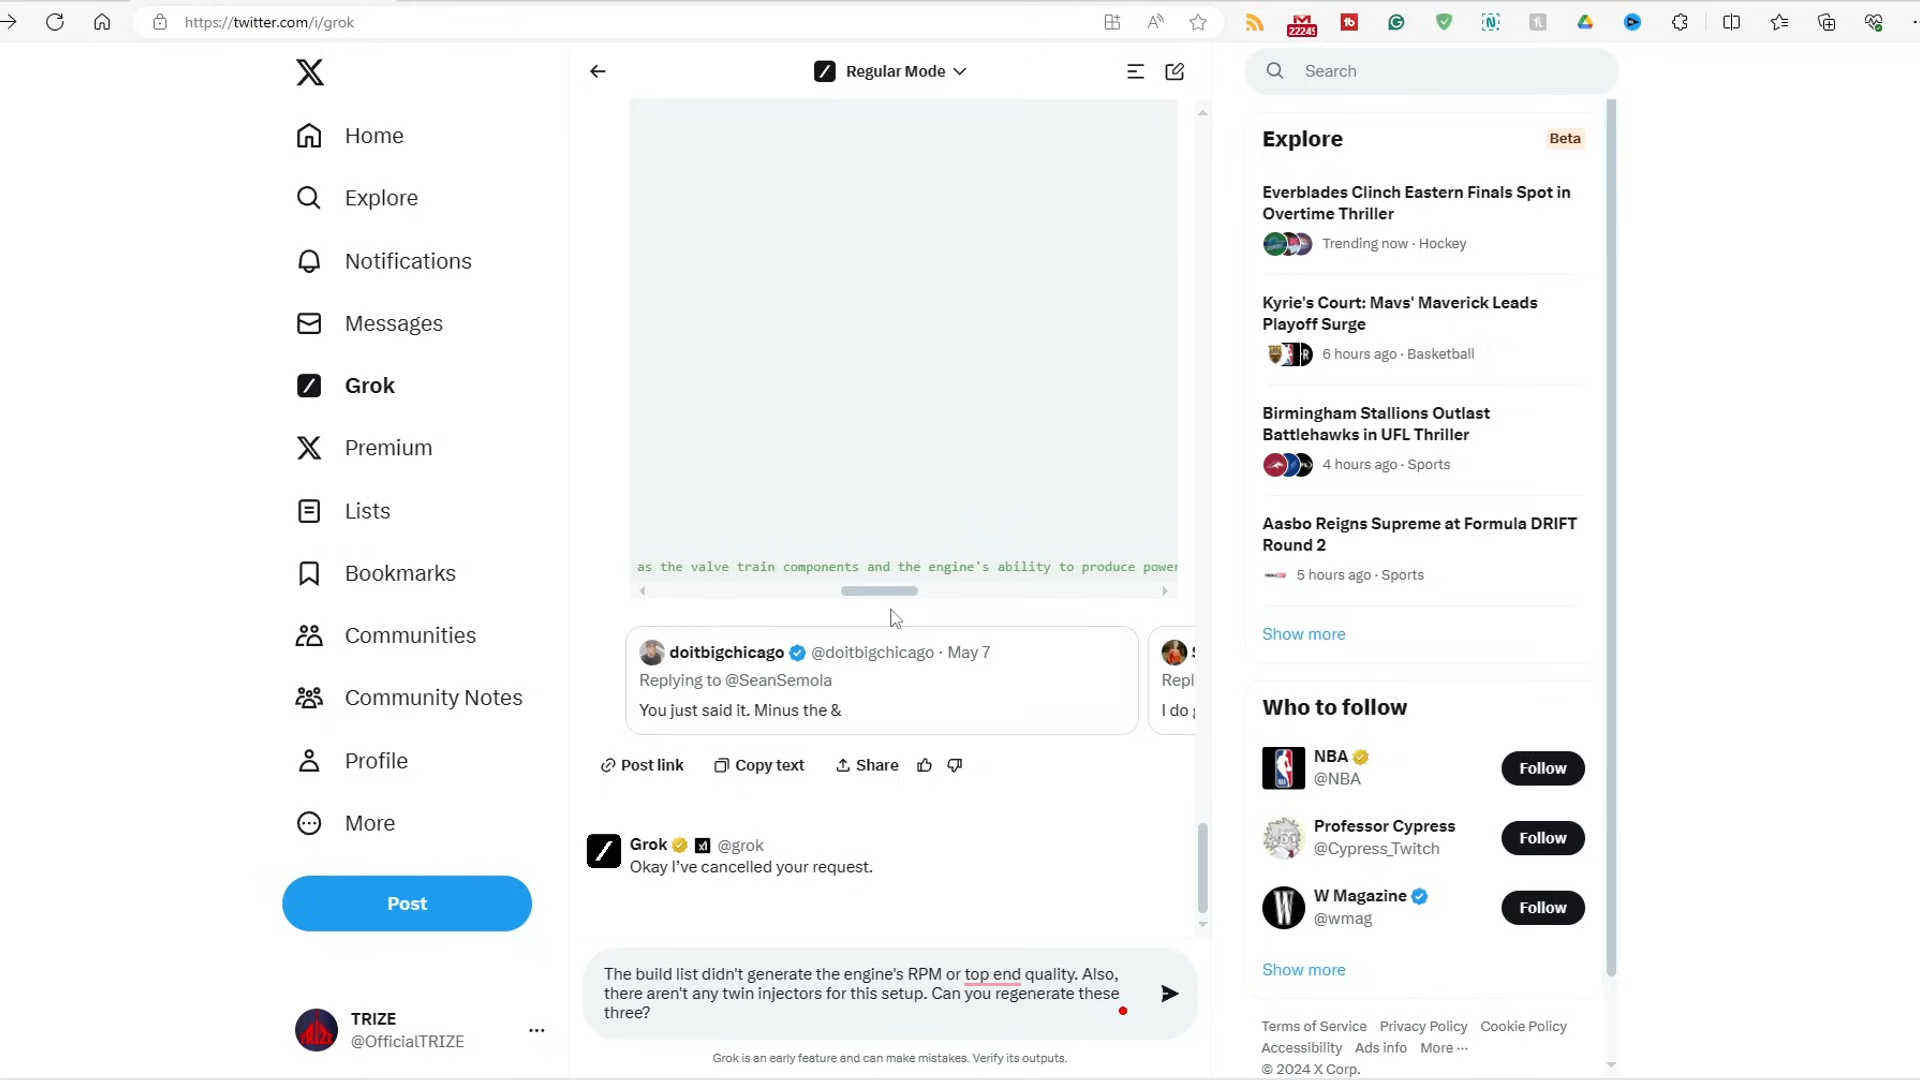 https://twitter.com/i/grok
22245
Home
Explore
Notifications
Messages
Grok
Premium
Lists
Bookmarks
Communities
Community Notes
Profile
More
Post
TRIZE
@OfficialTRIZE
Regular Mode
as the valve train components and the engine's ability to produce power
doitbigchicago @doitbigchicago · May 7
Replying to @SeanSemola
You just said it. Minus the &
Repl
I do
Post link
Copy text
Share
Grok @grok
Okay I've cancelled your request.
The build list didn't generate the engine's RPM or top end quality. Also,
there aren't any twin injectors for this setup. Can you regenerate these
three?
Grok is an early feature and can make mistakes. Verify its outputs.
Search
Explore
Beta
Everblades Clinch Eastern Finals Spot in
Overtime Thriller
Trending now · Hockey
Kyrie's Court: Mavs' Maverick Leads
Playoff Surge
6 hours ago · Basketball
Birmingham Stallions Outlast
Battlehawks in UFL Thriller
4 hours ago · Sports
Aasbo Reigns Supreme at Formula DRIFT
Round 2
5 hours ago · Sports
Show more
Who to follow
NBA
@NBA
Follow
Professor Cypress
@Cypress_Twitch
Follow
W Magazine
@wmag
Follow
Show more
Terms of Service Privacy Policy Cookie Policy
Accessibility Ads info More ···
© 2024 X Corp.